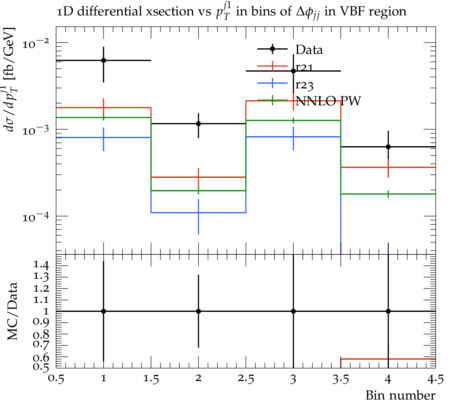 1D differential xsection vs p_T^{j1} in bins of Δϕ_{jj} in VBF region
dσ/dp_T^{j1} [fb/GeV]
10^{-2}
10^{-3}
10^{-4}
Data
r21
r23
NNLO PW
MC/Data
1.4
1.3
1.2
1.1
1
0.9
0.8
0.7
0.6
0.5
0.5 1 1.5 2 2.5 3 3.5 4 4.5
Bin number